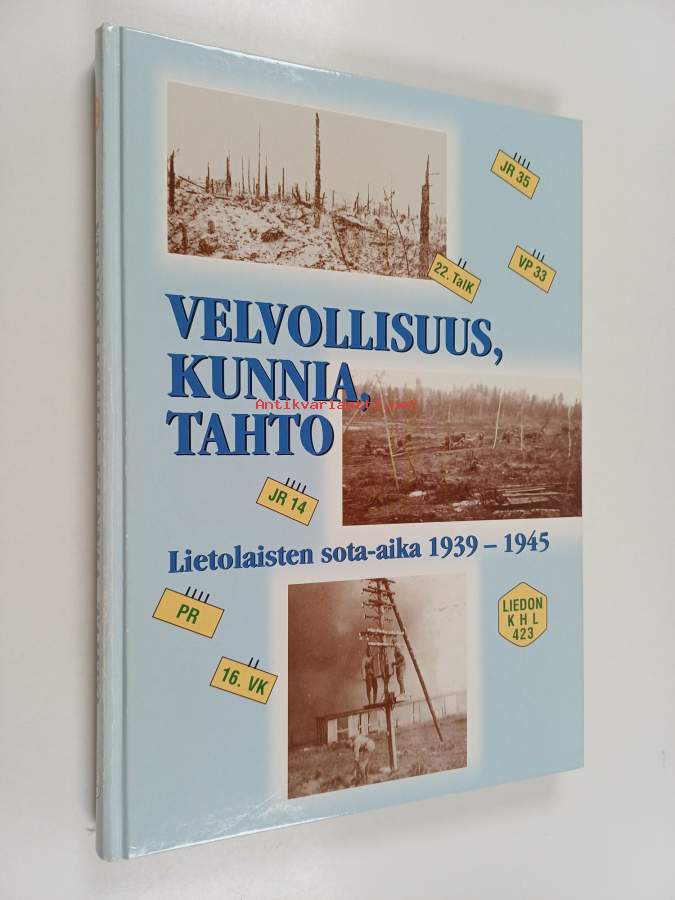 JR 35
VP 33
22. TalK
VELVOLLISUUS,
KUNNIA,
Antikvariaatti.net
TAHTO
JR 14
Lietolaisten sota-aika 1939 – 1945
PR
LIEDON
K H L
423
16. VK